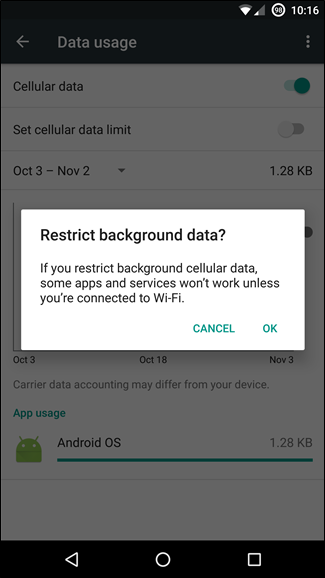 98 10:16
Data usage
Cellular data
Set cellular data limit
Oct 3 – Nov 2 1.28 KB
Restrict background data?
If you restrict background cellular data,
some apps and services won't work unless
you're connected to Wi-Fi.
CANCEL OK
Oct 3 Oct 18 Nov 3
Carrier data accounting may differ from your device.
App usage
Android OS 1.28 KB